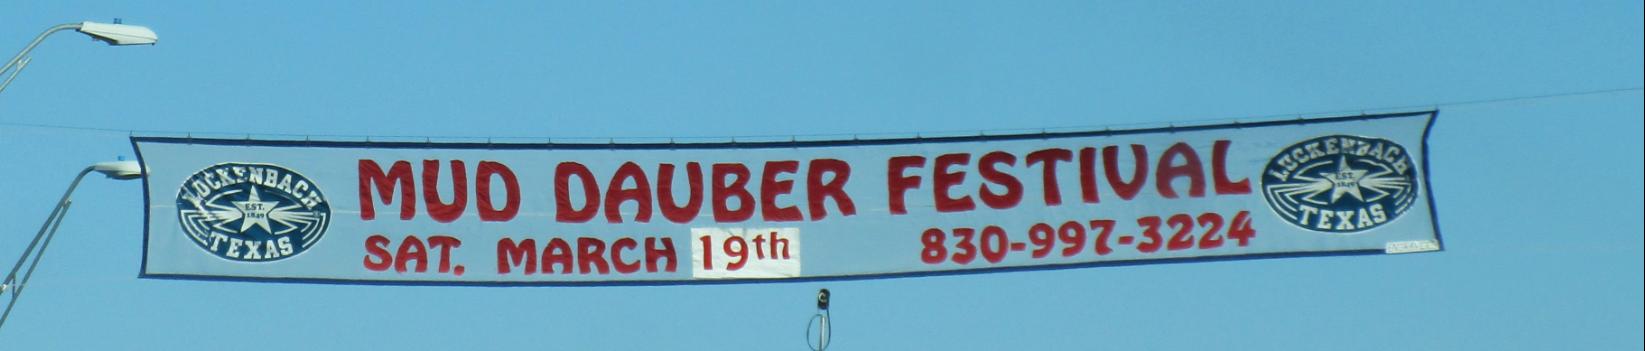 LUCKENBACH
EST.
1849
TEXAS
MUD DAUBER FESTIVAL
SAT. MARCH 19th
830-997-3224
LUCKENBACH
EST.
1849
TEXAS